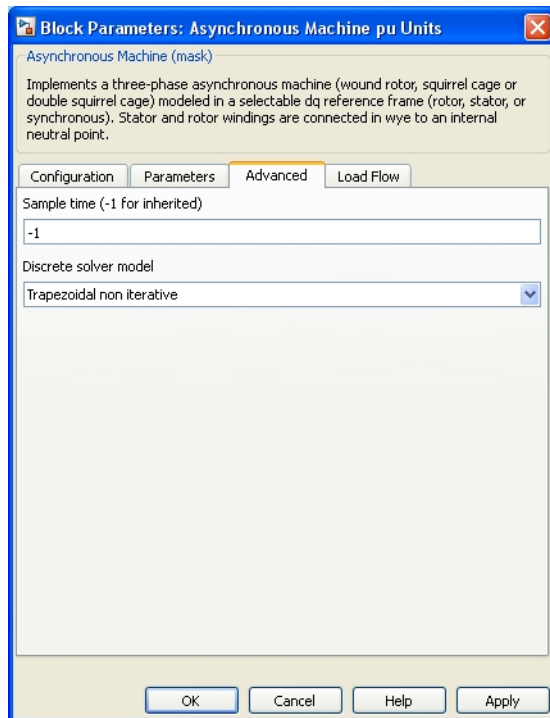 Block Parameters: Asynchronous Machine pu Units
Asynchronous Machine (mask)
Implements a three-phase asynchronous machine (wound rotor, squirrel cage or
double squirrel cage) modeled in a selectable dq reference frame (rotor, stator, or
synchronous). Stator and rotor windings are connected in wye to an internal
neutral point.
Configuration Parameters Advanced Load Flow
Sample time (-1 for inherited)
-1
Discrete solver model
Trapezoidal non iterative
OK Cancel Help Apply